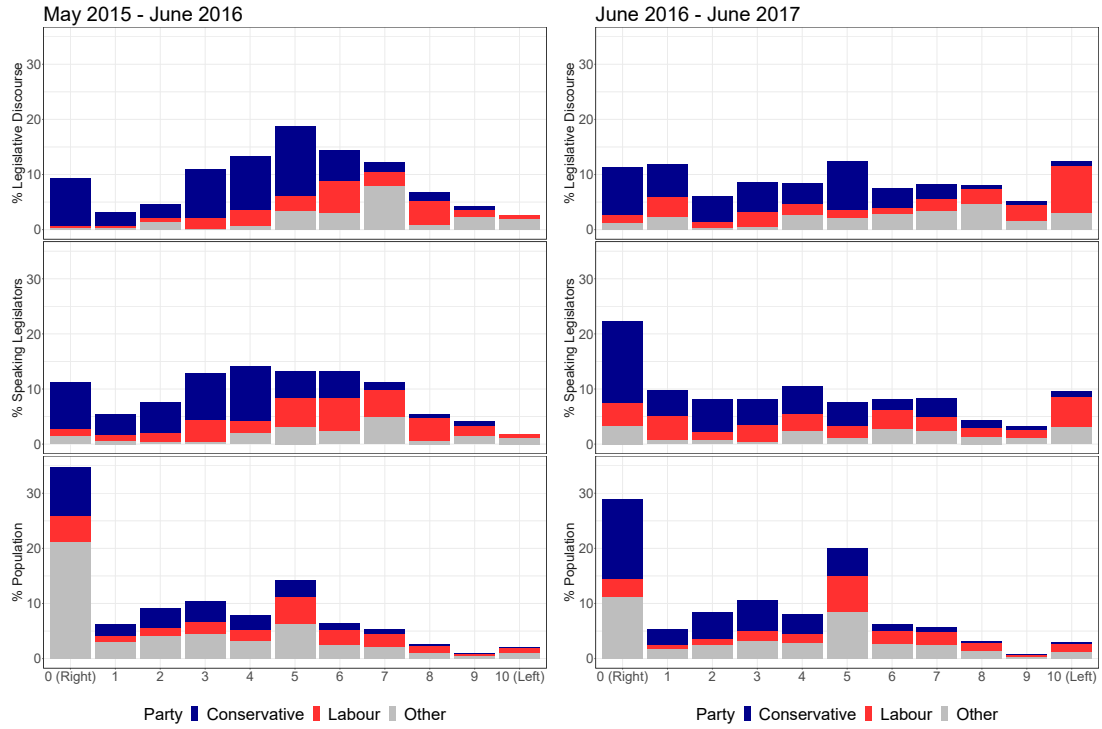 May 2015 - June 2016
June 2016 - June 2017
% Legislative Discourse
30
20
10
0
% Legislative Discourse
30
20
10
0
% Speaking Legislators
30
20
10
0
% Speaking Legislators
30
20
10
0
% Population
30
20
10
0
% Population
30
20
10
0
0 (Right) 1 2 3 4 5 6 7 8 9 10 (Left)
0 (Right) 1 2 3 4 5 6 7 8 9 10 (Left)
Party Conservative Labour Other
Party Conservative Labour Other